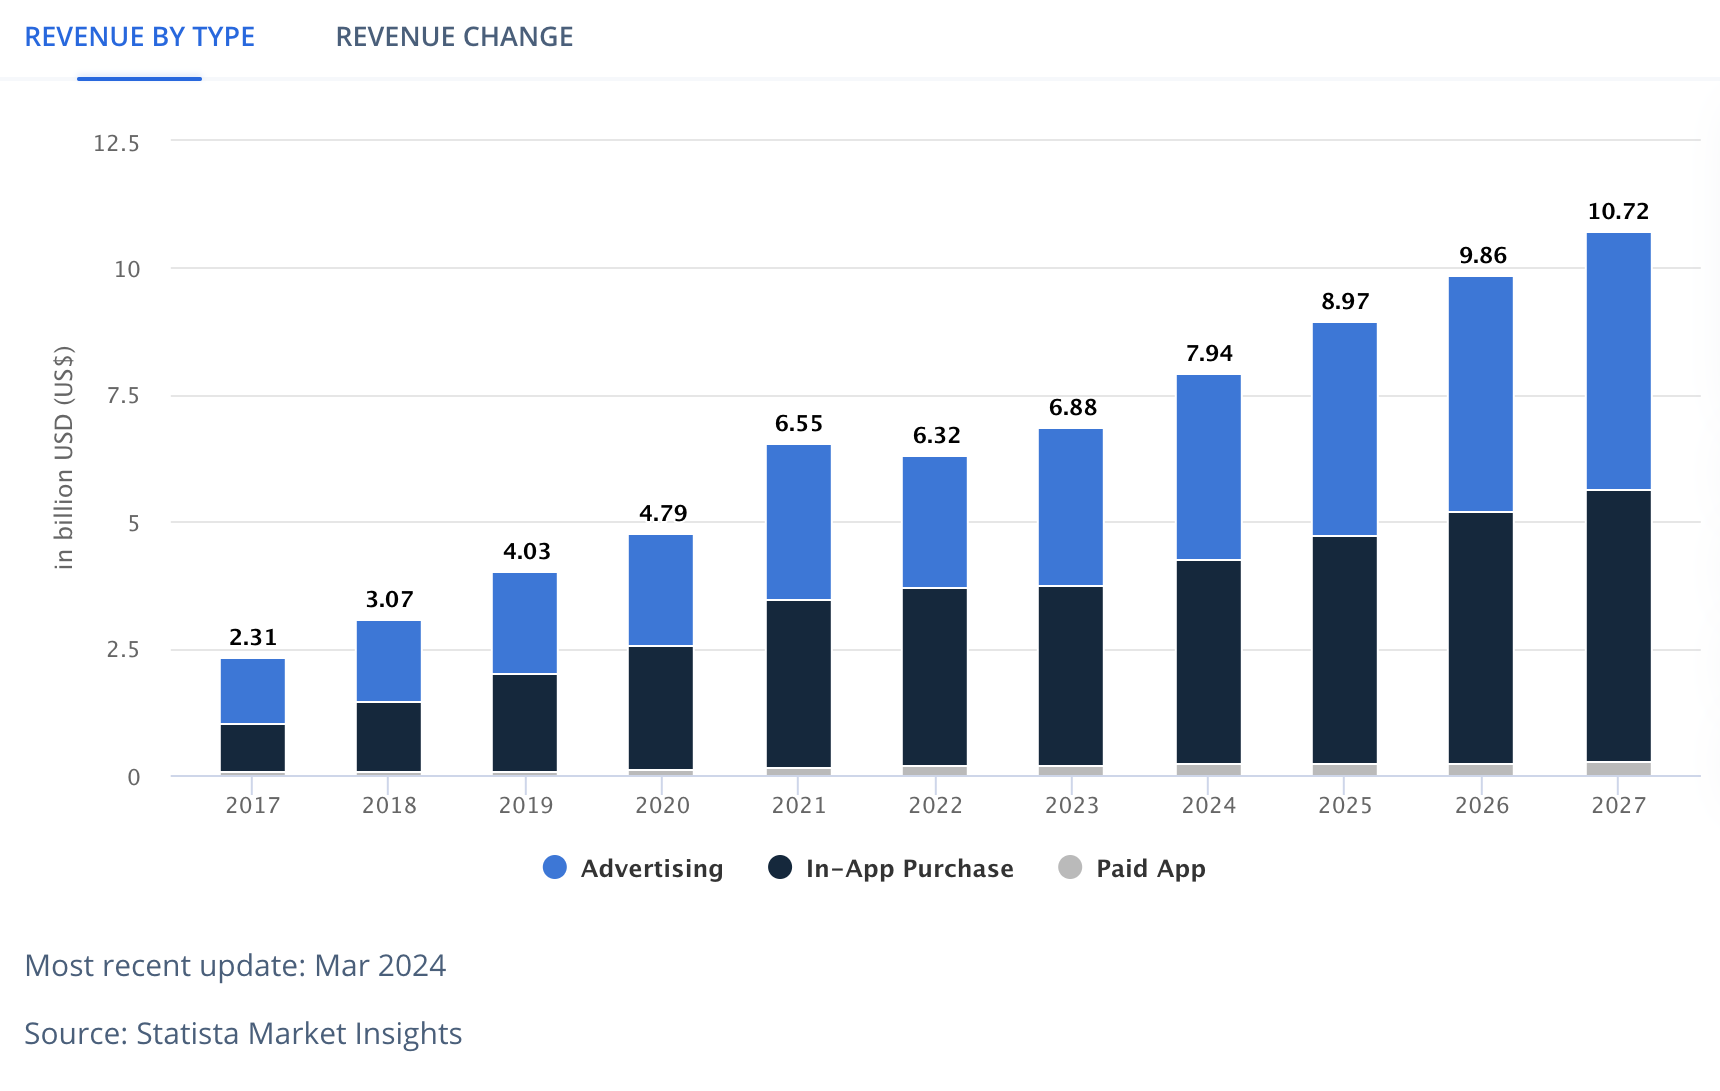 REVENUE BY TYPE REVENUE CHANGE
in billion USD (US$)
12.5
10
7.5
5
2.5
0
2.31 3.07 4.03 4.79 6.55 6.32 6.88 7.94 8.97 9.86 10.72
2017 2018 2019 2020 2021 2022 2023 2024 2025 2026 2027
Advertising In-App Purchase Paid App
Most recent update: Mar 2024
Source: Statista Market Insights